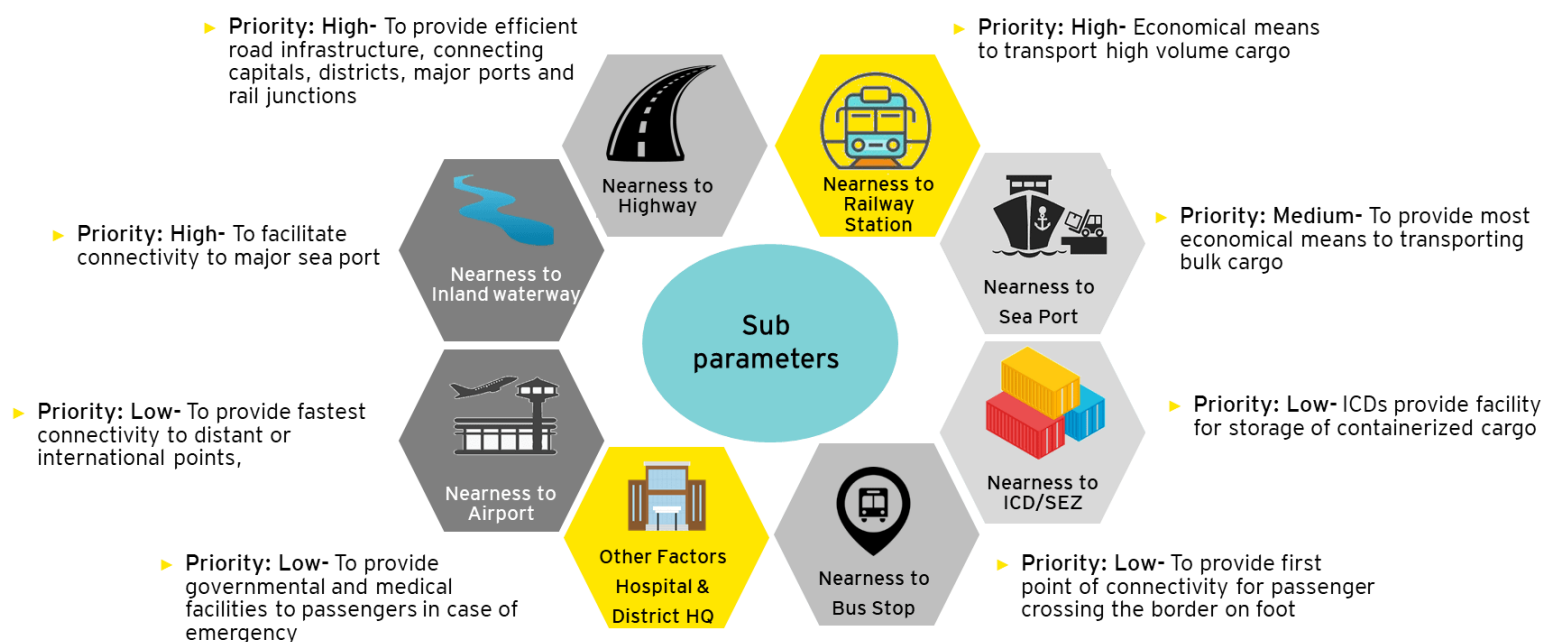 Priority: High- To provide efficient
road infrastructure, connecting
capitals, districts, major ports and
rail junctions
Priority: High- Economical means
to transport high volume cargo
Nearness to
Highway
Nearness to
Railway
Station
Priority: High- To facilitate
connectivity to major sea port
Nearness to
Inland waterway
Nearness to
Sea Port
Priority: Medium- To provide most
economical means to transporting
bulk cargo
Sub
parameters
Priority: Low- To provide fastest
connectivity to distant or
international points,
Nearness to
Airport
Nearness to
ICD/SEZ
Priority: Low- ICDs provide facility
for storage of containerized cargo
Priority: Low- To provide
governmental and medical
facilities to passengers in case of
emergency
Other Factors
Hospital &
District HQ
Nearness to
Bus Stop
Priority: Low- To provide first
point of connectivity for passenger
crossing the border on foot